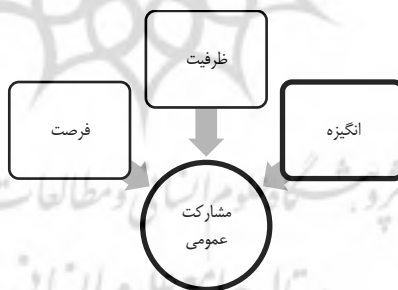 ظرفیت
انگیزه
فرصت
مشارکت
عمومی